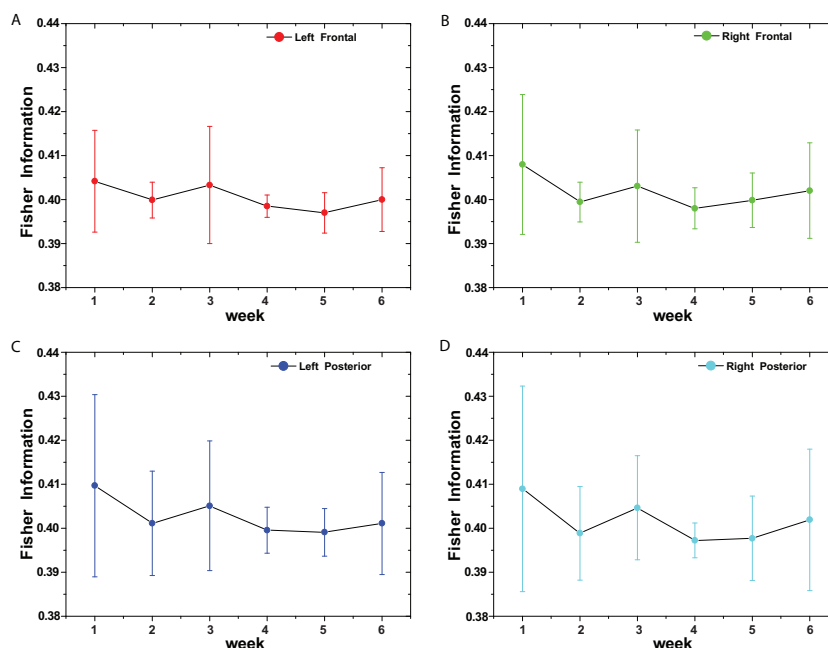 A
Left Frontal
Fisher Information
0.44
0.43
0.42
0.41
0.40
0.39
0.38
1 2 3 4 5 6
week
B
Right Frontal
Fisher Information
0.44
0.43
0.42
0.41
0.40
0.39
0.38
1 2 3 4 5 6
week
C
Left Posterior
Fisher Information
0.44
0.43
0.42
0.41
0.40
0.39
0.38
1 2 3 4 5 6
week
D
Right Posterior
Fisher Information
0.44
0.43
0.42
0.41
0.40
0.39
0.38
1 2 3 4 5 6
week